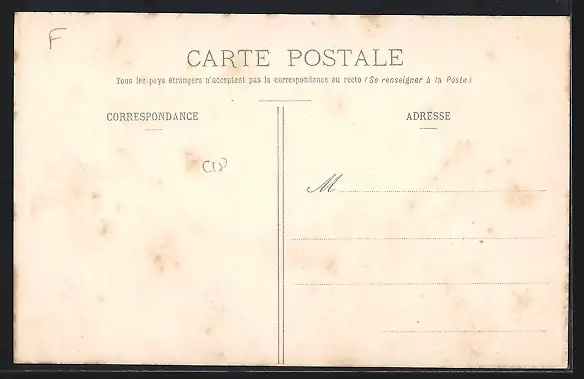 F
CARTE POSTALE
Tous les pays étrangers n'acceptent pas la correspondance au recto (Se renseigner à la Poste)
CORRESPONDANCE
ADRESSE
M